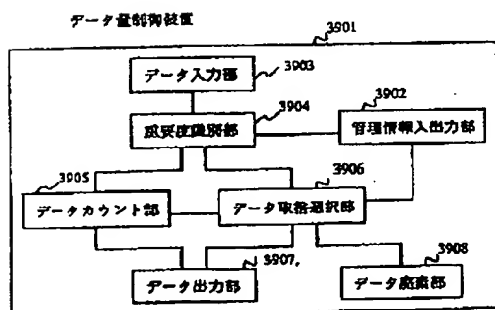 データ量制御装置
3901
データ入力部
3903
3904
3902
重要度識別部
管理情報入出力部
3905
3906
データカウント部
データ取捨選択部
3907
3908
データ出力部
データ廃棄部